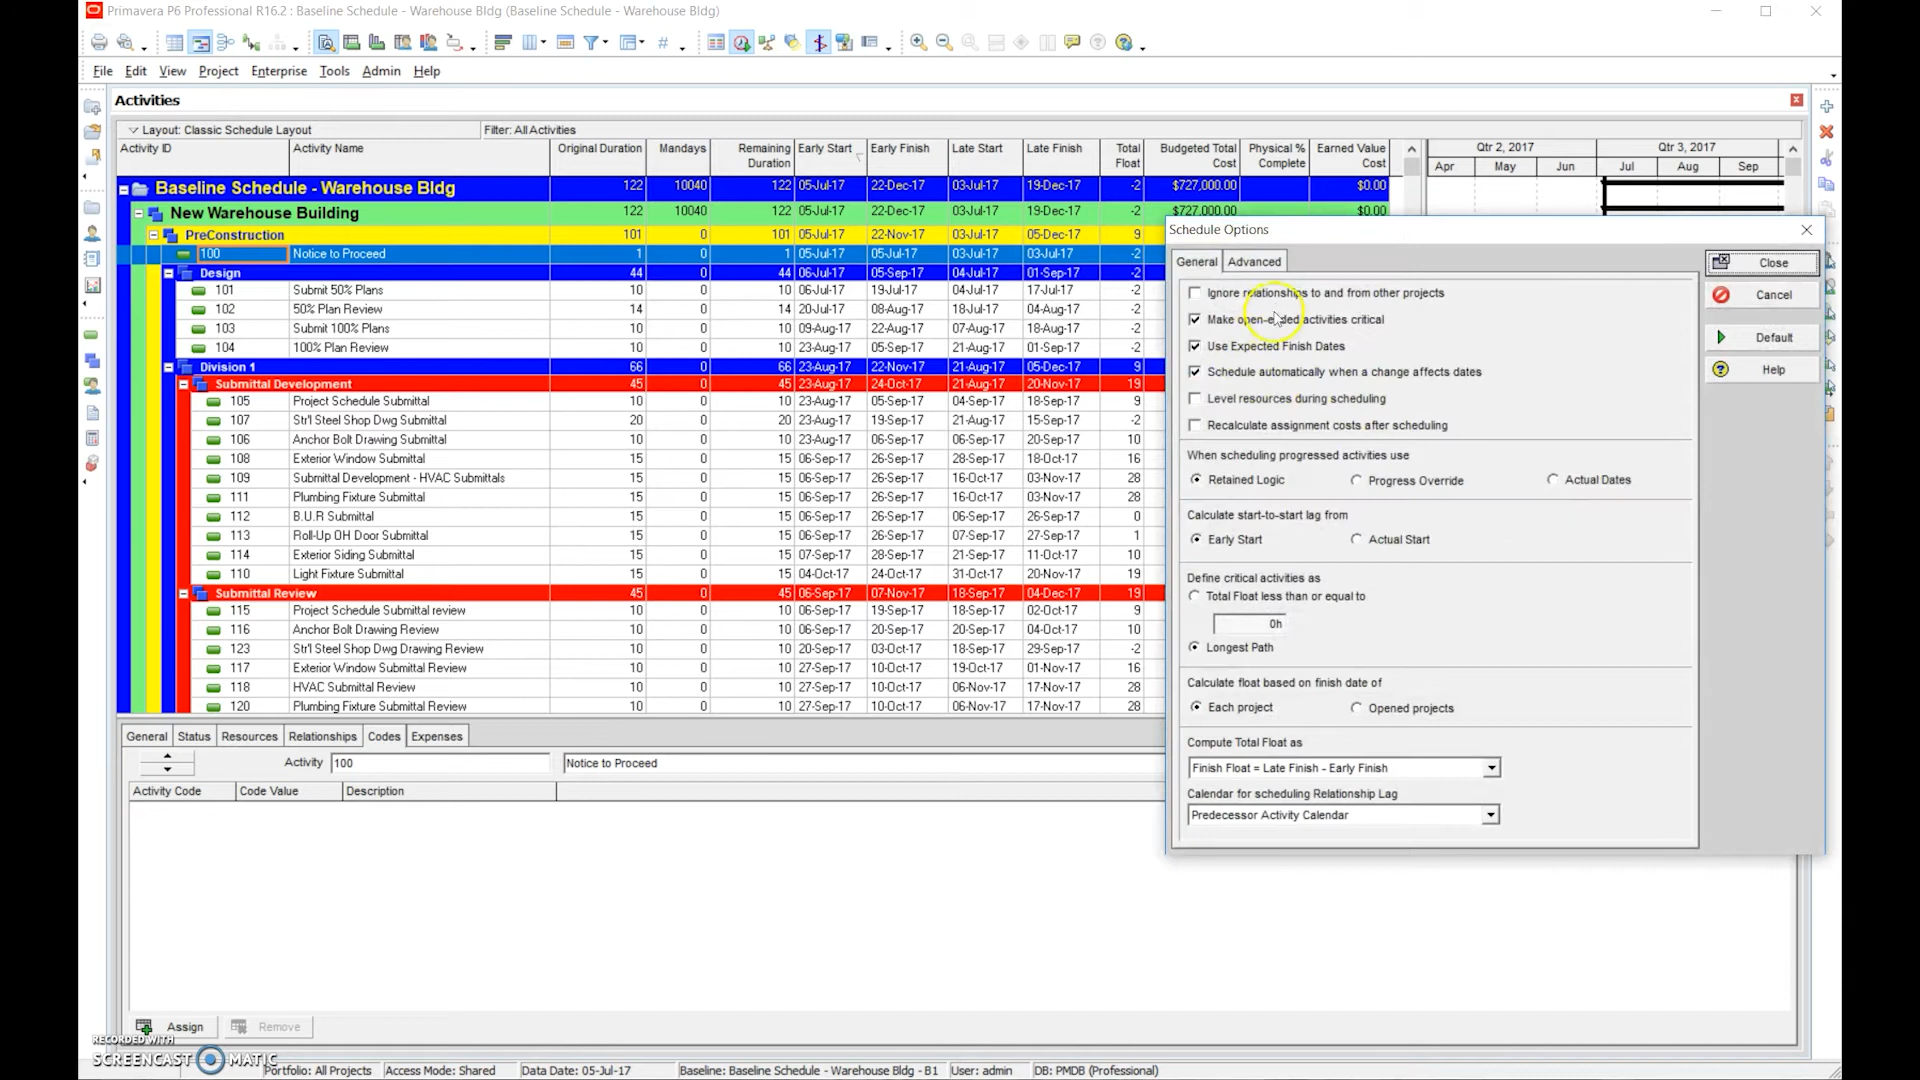 Primavera P6 Professional R16.2 : Baseline Schedule - Warehouse Bldg (Baseline Schedule - Warehouse Bldg)
File Edit View Project Enterprise Tools Admin Help
Activities
Layout: Classic Schedule Layout Filter: All Activities
Activity ID Activity Name Original Duration Mandays Remaining Duration Early Start Early Finish Late Start Late Finish Total Float Budgeted Total Cost Physical % Complete Earned Value Cost
Qtr 2, 2017 Qtr 3, 2017
Apr May Jun Jul Aug Sep
Baseline Schedule - Warehouse Bldg 122 10040 122 05-Jul-17 22-Dec-17 03-Jul-17 19-Dec-17 -2 $727,000.00 $0.00
New Warehouse Building 122 10040 122 05-Jul-17 22-Dec-17 03-Jul-17 19-Dec-17 -2 $727,000.00 $0.00
PreConstruction 101 0 101 05-Jul-17 22-Nov-17 03-Jul-17 05-Dec-17 9
100 Notice to Proceed 1 0 1 05-Jul-17 05-Jul-17 03-Jul-17 03-Jul-17 -2
Design 44 0 44 06-Jul-17 05-Sep-17 04-Jul-17 01-Sep-17 -2
101 Submit 50% Plans 10 0 10 06-Jul-17 19-Jul-17 04-Jul-17 17-Jul-17 -2
102 50% Plan Review 14 0 14 20-Jul-17 08-Aug-17 18-Jul-17 04-Aug-17 -2
103 Submit 100% Plans 10 0 10 09-Aug-17 22-Aug-17 07-Aug-17 18-Aug-17 -2
104 100% Plan Review 10 0 10 23-Aug-17 05-Sep-17 21-Aug-17 01-Sep-17 -2
Division 1 66 0 66 23-Aug-17 22-Nov-17 21-Aug-17 05-Dec-17 9
Submittal Development 45 0 45 23-Aug-17 24-Oct-17 21-Aug-17 20-Nov-17 19
105 Project Schedule Submittal 10 0 10 23-Aug-17 05-Sep-17 04-Sep-17 18-Sep-17 9
107 Str'l Steel Shop Dwg Submittal 20 0 20 23-Aug-17 19-Sep-17 21-Aug-17 15-Sep-17 -2
106 Anchor Bolt Drawing Submittal 10 0 10 23-Aug-17 06-Sep-17 06-Sep-17 20-Sep-17 10
108 Exterior Window Submittal 15 0 15 06-Sep-17 26-Sep-17 28-Sep-17 18-Oct-17 16
109 Submittal Development - HVAC Submittals 15 0 15 06-Sep-17 26-Sep-17 16-Oct-17 03-Nov-17 28
111 Plumbing Fixture Submittal 15 0 15 06-Sep-17 26-Sep-17 16-Oct-17 03-Nov-17 28
112 B.U.R Submittal 15 0 15 06-Sep-17 26-Sep-17 06-Sep-17 26-Sep-17 0
113 Roll-Up OH Door Submittal 15 0 15 06-Sep-17 26-Sep-17 07-Sep-17 27-Sep-17 1
114 Exterior Siding Submittal 15 0 15 07-Sep-17 28-Sep-17 21-Sep-17 11-Oct-17 10
110 Light Fixture Submittal 15 0 15 04-Oct-17 24-Oct-17 31-Oct-17 20-Nov-17 19
Submittal Review 45 0 45 06-Sep-17 07-Nov-17 18-Sep-17 04-Dec-17 19
115 Project Schedule Submittal review 10 0 10 06-Sep-17 19-Sep-17 18-Sep-17 02-Oct-17 9
116 Anchor Bolt Drawing Review 10 0 10 06-Sep-17 20-Sep-17 20-Sep-17 04-Oct-17 10
123 Str'l Steel Shop Dwg Drawing Review 10 0 10 20-Sep-17 03-Oct-17 18-Sep-17 29-Sep-17 -2
117 Exterior Window Submittal Review 10 0 10 27-Sep-17 10-Oct-17 19-Oct-17 01-Nov-17 16
118 HVAC Submittal Review 10 0 10 27-Sep-17 10-Oct-17 06-Nov-17 17-Nov-17 28
120 Plumbing Fixture Submittal Review 10 0 10 27-Sep-17 10-Oct-17 06-Nov-17 17-Nov-17 28
Schedule Options
General Advanced
Close
Cancel
Default
Help
Ignore relationships to and from other projects
Make open-ended activities critical
Use Expected Finish Dates
Schedule automatically when a change affects dates
Level resources during scheduling
Recalculate assignment costs after scheduling
When scheduling progressed activities use
Retained Logic Progress Override Actual Dates
Calculate start-to-start lag from
Early Start Actual Start
Define critical activities as
Total Float less than or equal to
0h
Longest Path
Calculate float based on finish date of
Each project Opened projects
Compute Total Float as
Finish Float = Late Finish - Early Finish
Calendar for scheduling Relationship Lag
Predecessor Activity Calendar
General Status Resources Relationships Codes Expenses
Activity 100 Notice to Proceed
Activity Code Code Value Description
Assign Remove
RECORDED WITH
SCREENCAST MATIC
Portfolio: All Projects Access Mode: Shared Data Date: 05-Jul-17 Baseline: Baseline Schedule - Warehouse Bldg - B1 User: admin DB: PMDB (Professional)